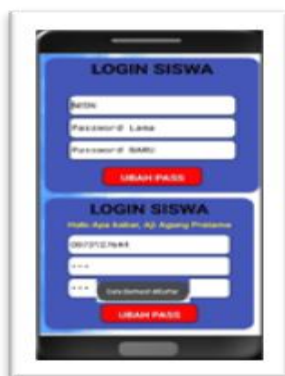 LOGIN SISWA
NISN
Password Lama
Password BARU
UBAH PASS
LOGIN SISWA
Hallo Apa kabar, Aji Agung Pratama
UBAH PASS